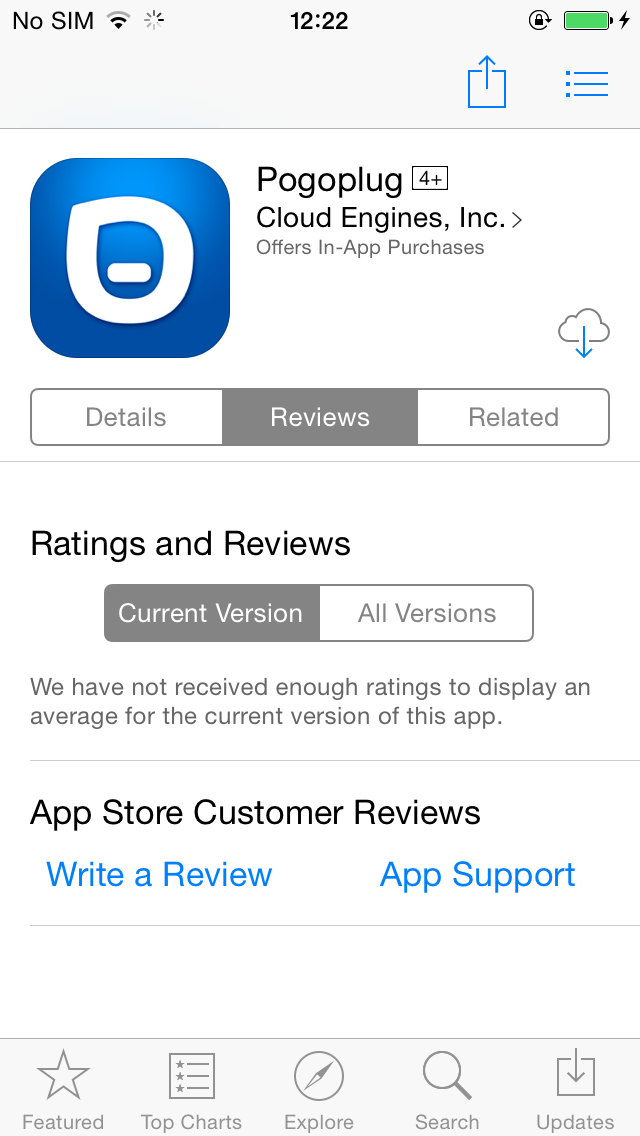 No SIM 12:22
Pogoplug 4+
Cloud Engines, Inc. >
Offers In-App Purchases
Details Reviews Related
Ratings and Reviews
Current Version All Versions
We have not received enough ratings to display an
average for the current version of this app.
App Store Customer Reviews
Write a Review App Support
Featured Top Charts Explore Search Updates